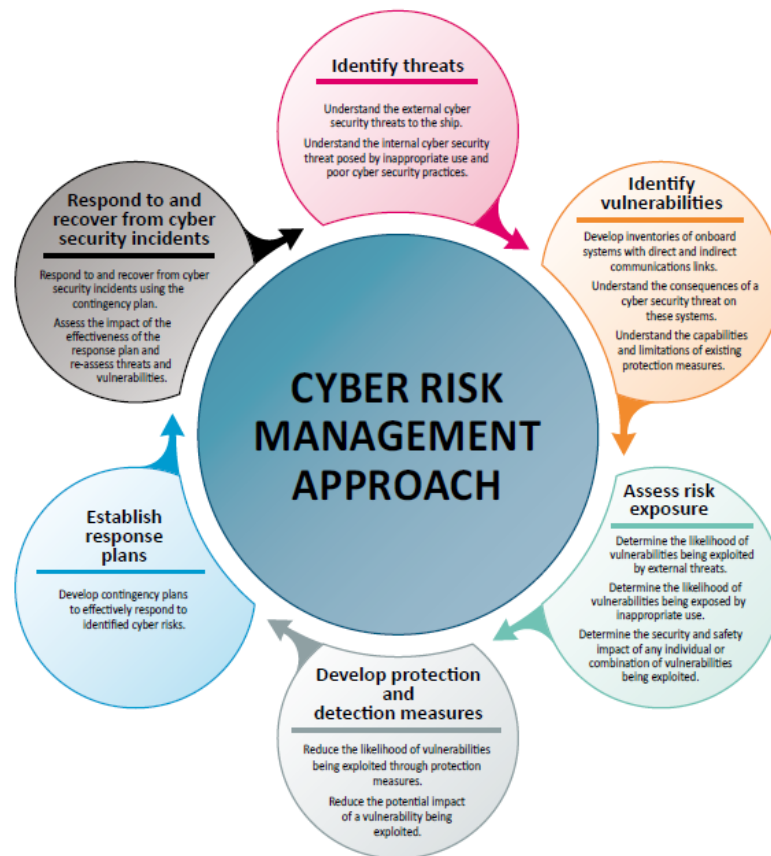 Identify threats
Understand the external cyber
security threats to the ship.
Understand the internal cyber security
threat posed by inappropriate use and
poor cyber security practices.
Identify
vulnerabilities
Develop inventories of onboard
systems with direct and indirect
communications links.
Understand the consequences of a
cyber security threat on
these systems.
Understand the capabilities
and limitations of existing
protection measures.
Assess risk
exposure
Determine the likelihood of
vulnerabilities being exploited
by external threats.
Determine the likelihood of
vulnerabilities being exposed by
inappropriate use.
Determine the security and safety
impact of any individual or
combination of vulnerabilities
being exploited.
Develop protection
and
detection measures
Reduce the likelihood of vulnerabilities
being exploited through protection
measures.
Reduce the potential impact
of a vulnerability being
exploited.
Establish
response
plans
Develop contingency plans
to effectively respond to
identified cyber risks.
Respond to and
recover from cyber
security incidents
Respond to and recover from cyber
security incidents using the
contingency plan.
Assess the impact of the
effectiveness of the
response plan and
re-assess threats and
vulnerabilities.
CYBER RISK
MANAGEMENT
APPROACH